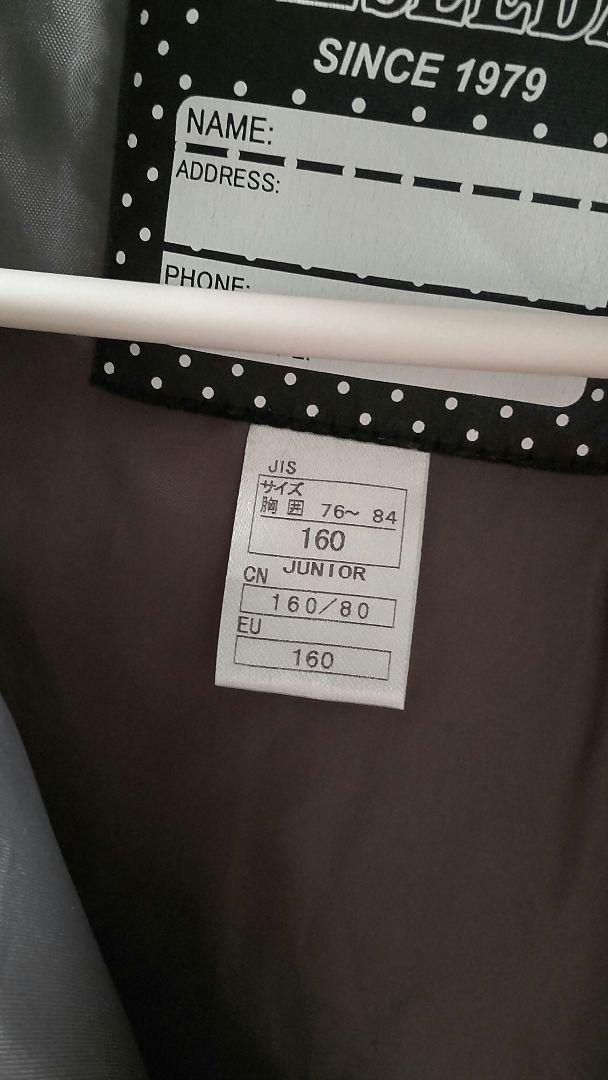 SINCE 1979
NAME:
ADDRESS:
PHONE:
JIS
サイズ
胸囲 76～ 84
160
JUNIOR
CN
160/80
EU
160